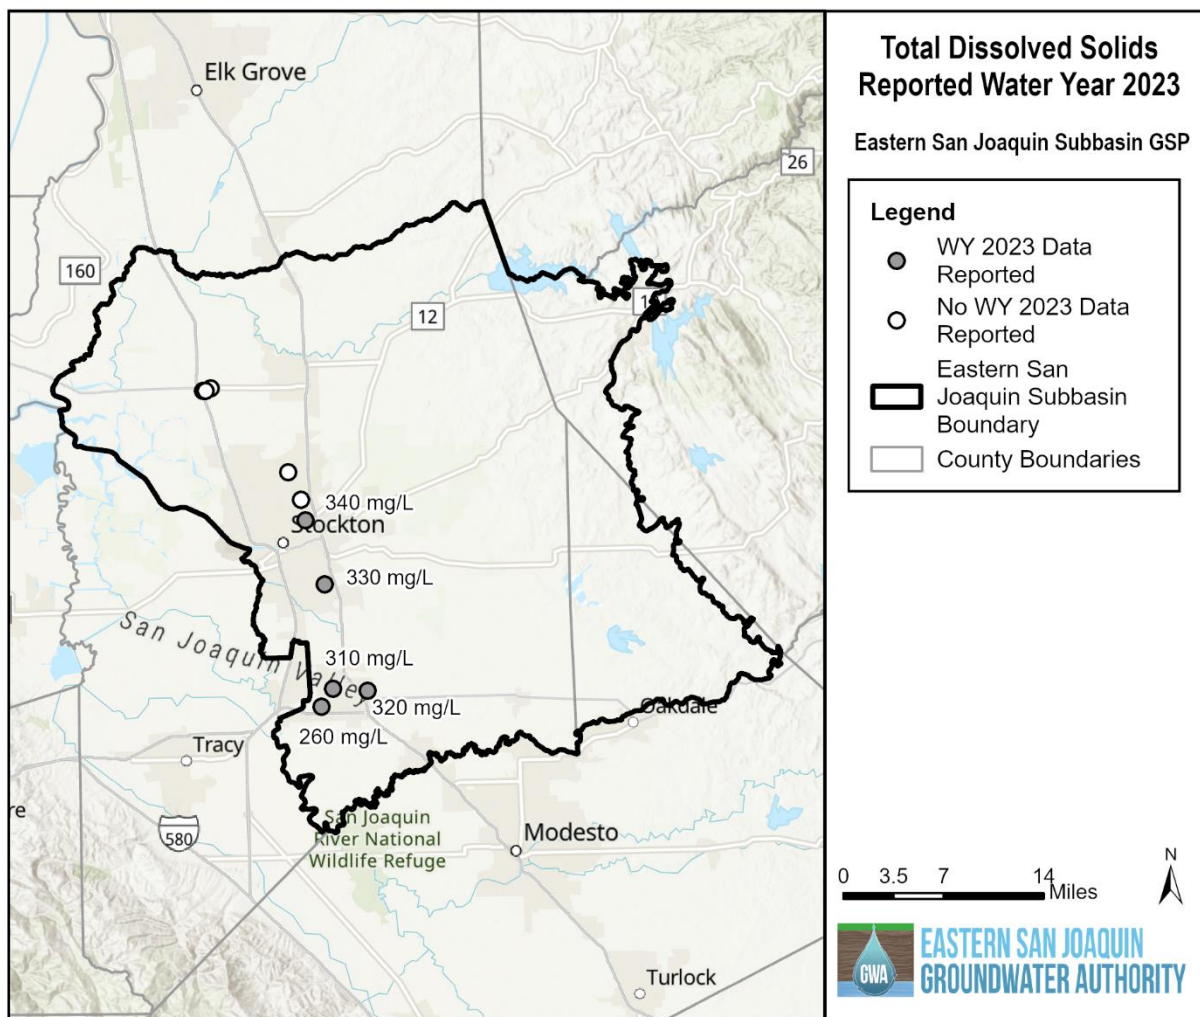 Total Dissolved Solids
Reported Water Year 2023
Eastern San Joaquin Subbasin GSP
Legend
WY 2023 Data
Reported
No WY 2023 Data
Reported
Eastern San
Joaquin Subbasin
Boundary
County Boundaries
Elk Grove
26
160
12
340 mg/L
Stockton
330 mg/L
San Joaquin Valley
310 mg/L
320 mg/L
260 mg/L
Oakdale
Tracy
580
San Joaquin
River National
Wildlife Refuge
Modesto
Turlock
re
0 3.5 7 14
Miles
N
GWA
EASTERN SAN JOAQUIN
GROUNDWATER AUTHORITY